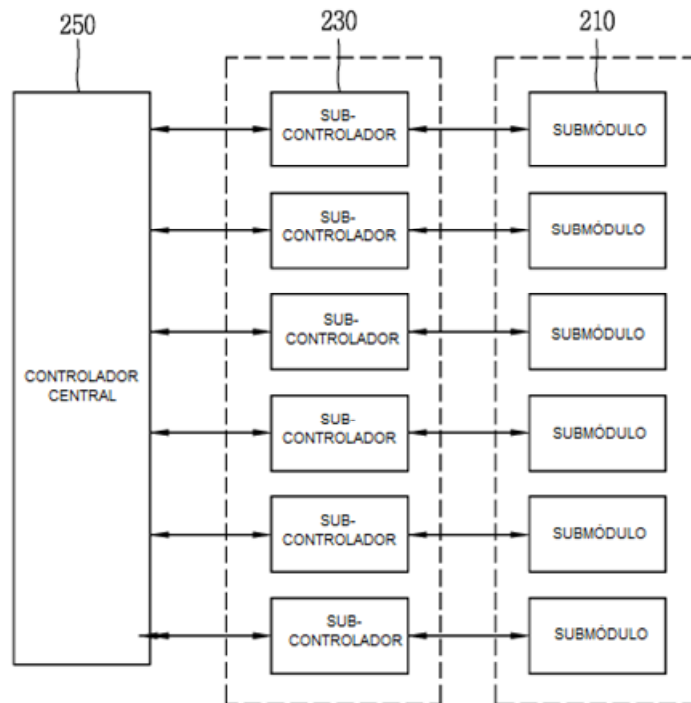 250
230
210
SUB-
CONTROLADOR
SUBMÓDULO
SUB-
CONTROLADOR
SUBMÓDULO
SUB-
CONTROLADOR
SUBMÓDULO
CONTROLADOR
CENTRAL
SUB-
CONTROLADOR
SUBMÓDULO
SUB-
CONTROLADOR
SUBMÓDULO
SUB-
CONTROLADOR
SUBMÓDULO